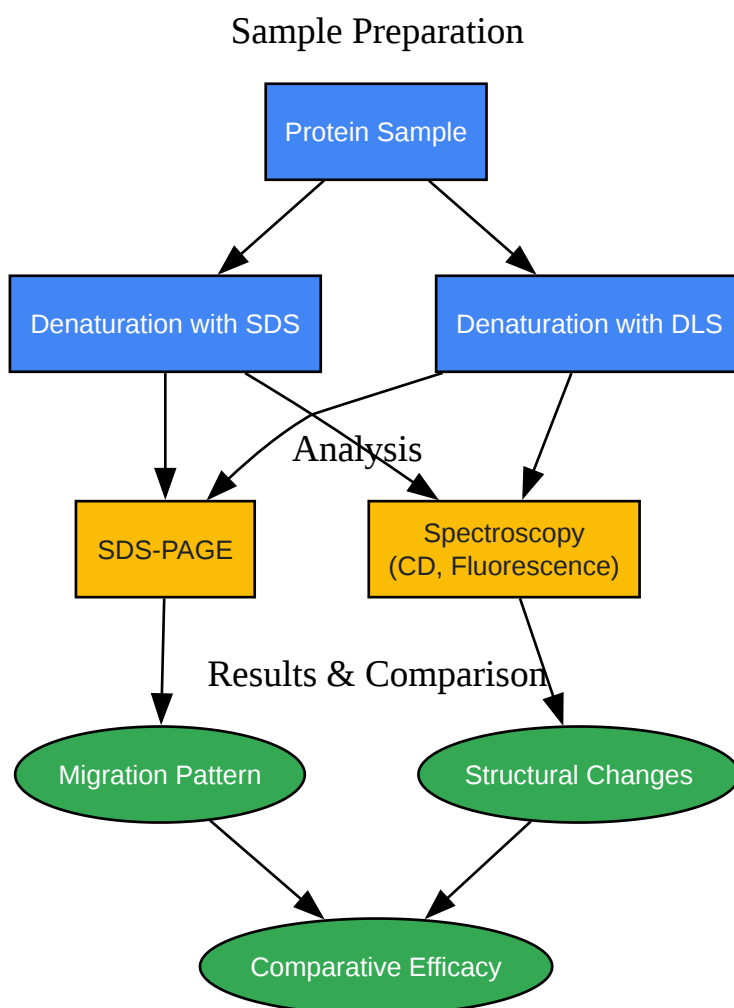 Sample Preparation
Protein Sample
Denaturation with SDS
Denaturation with DLS
Analysis
SDS-PAGE
Spectroscopy
(CD, Fluorescence)
Results & Comparison
Migration Pattern
Structural Changes
Comparative Efficacy